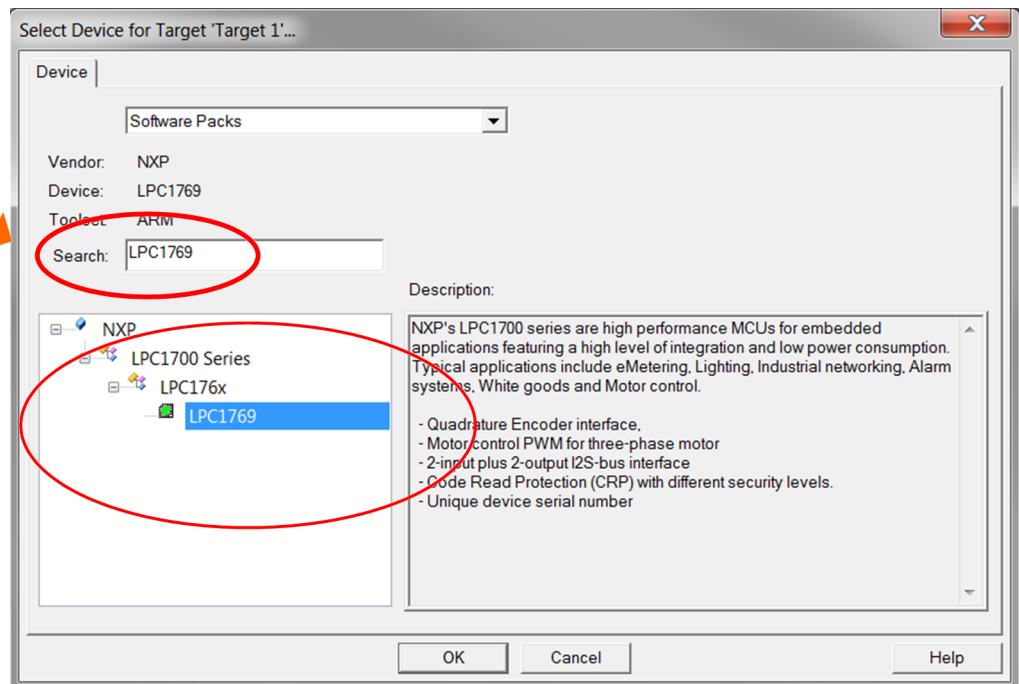 Select Device for Target 'Target 1'...
Device
Software Packs
Vendor: NXP
Device: LPC1769
Toolset: ARM
Search: LPC1769
Description:
NXP
LPC1700 Series
LPC176x
LPC1769
NXP's LPC1700 series are high performance MCUs for embedded
applications featuring a high level of integration and low power consumption.
Typical applications include eMetering, Lighting, Industrial networking, Alarm
systems, White goods and Motor control.
- Quadrature Encoder interface,
- Motor control PWM for three-phase motor
- 2-input plus 2-output I2S-bus interface
- Code Read Protection (CRP) with different security levels.
- Unique device serial number
OK Cancel Help